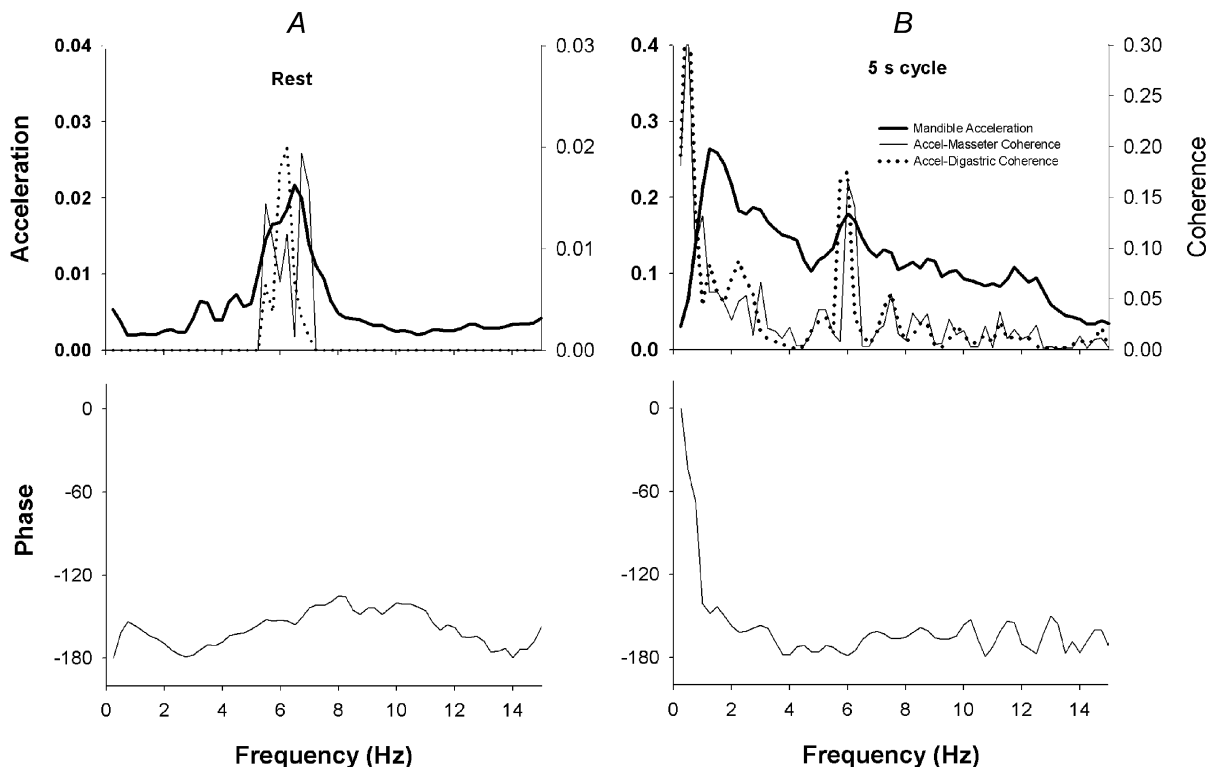 A
B
0.04
0.03
0.02
0.01
0.00
Acceleration
Rest
0.03
0.02
0.01
0.00
0.4
0.3
0.2
0.1
0.0
5 s cycle
Mandible Acceleration
Accel-Masseter Coherence
Accel-Digastric Coherence
0.30
0.25
0.20
0.15
0.10
0.05
0.00
Coherence
0
-60
-120
-180
Phase
0 2 4 6 8 10 12 14
Frequency (Hz)
0
-60
-120
-180
0 2 4 6 8 10 12 14
Frequency (Hz)